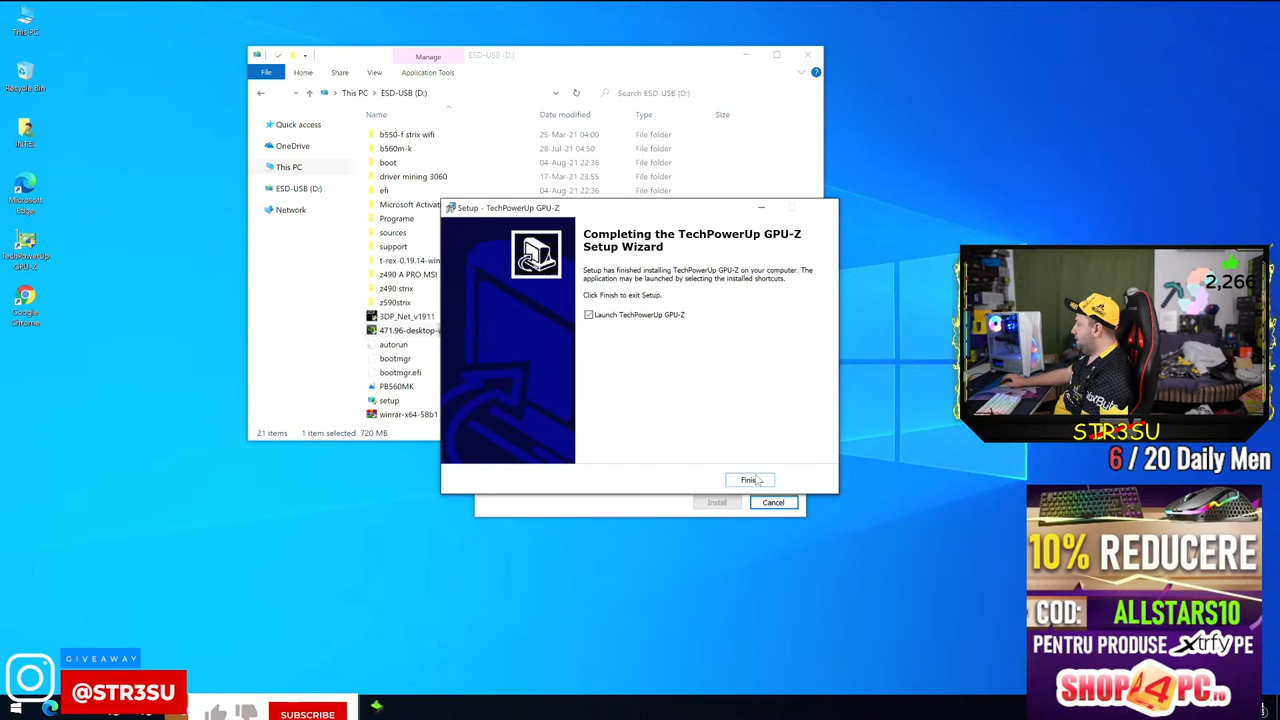 This PC
Recycle Bin
INTEL
Microsoft
Edge
TechPowerUp
GPU-Z
Google
Chrome
Manage
ESD-USB (D:)
File
Home
Share
View
Application Tools
This PC
ESD-USB (D:)
Search ESD-USB (D:)
Name
Date modified
Type
Size
Quick access
OneDrive
This PC
ESD-USB (D:)
Network
b550-f strix wifi
25-Mar-21 04:00
File folder
b560m-k
28-Jul-21 04:50
File folder
boot
04-Aug-21 22:36
File folder
driver mining 3060
17-Mar-21 23:55
File folder
efi
04-Aug-21 22:36
File folder
Microsoft Activat
Programe
sources
support
t-rex-0.19.14-win
z490 A PRO MSI
z490 strix
z590strix
3DP_Net_v1911
471.96-desktop-w
autorun
bootmgr
bootmgr.efi
PB560MK
setup
winrar-x64-58b1
21 items
1 item selected
720 MB
Setup - TechPowerUp GPU-Z
Completing the TechPowerUp GPU-Z
Setup Wizard
Setup has finished installing TechPowerUp GPU-Z on your computer. The
application may be launched by selecting the installed shortcuts.
Click Finish to exit Setup.
Launch TechPowerUp GPU-Z
Finis
Install
Cancel
2,266
STR3SU
6 / 20 Daily Men
10% REDUCERE
COD:
ALLSTARS10
PENTRU PRODUSE xtrfy PE
SHOP4PC.ro
GIVEAWAY
@STR3SU
SUBSCRIBE